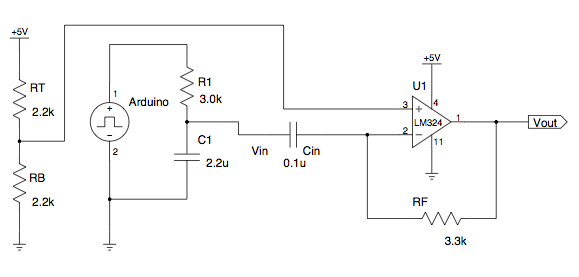 +5V
RT
2.2k
RB
2.2k
1
+
Arduino
−
2
R1
3.0k
C1
2.2u
Vin
Cin
0.1u
+5V
U1
3
+
4
LM324
1
2
−
11
Vout
RF
3.3k